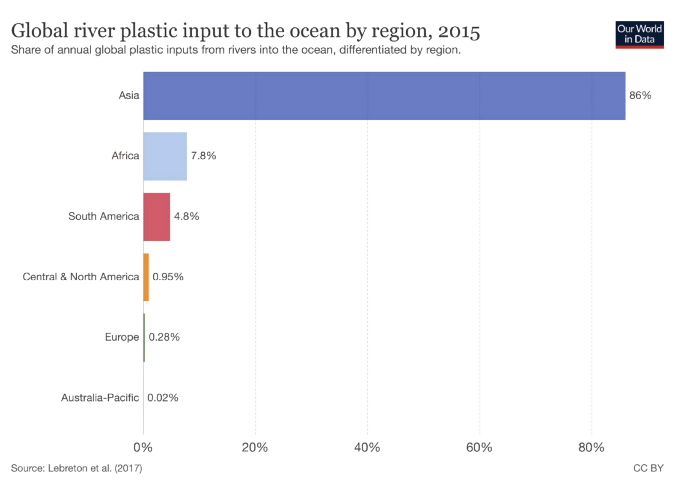 Global river plastic input to the ocean by region, 2015
Share of annual global plastic inputs from rivers into the ocean, differentiated by region.
Our World
in Data
Asia
86%
Africa
7.8%
South America
4.8%
Central & North America
0.95%
Europe
0.28%
Australia-Pacific
0.02%
0%
20%
40%
60%
80%
Source: Lebreton et al. (2017)
CC BY